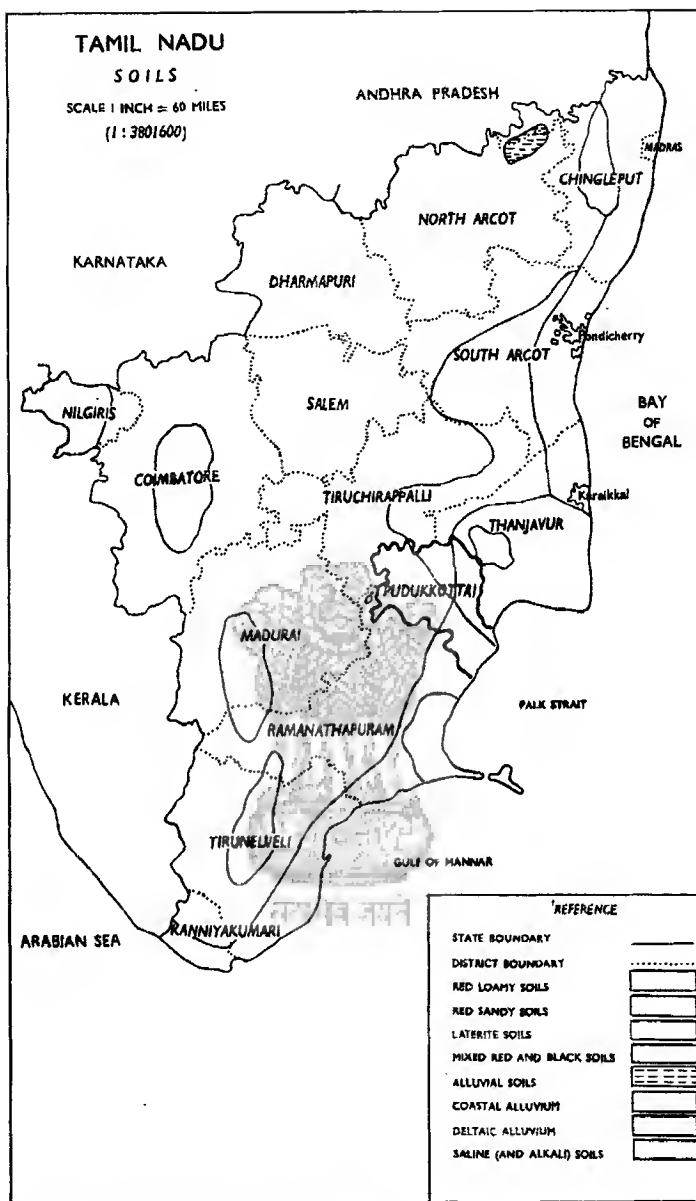 TAMIL NADU
SOILS
SCALE 1 INCH = 60 MILES
(1:3801600)
ANDHRA PRADESH
MADRAS
CHINGLEPUT
NORTH ARCOT
KARNATAKA
DHARMAPURI
Pondicherry
SOUTH ARCOT
NILGIRIS
SALEM
BAY
OF
BENGAL
COIMBATORE
TIRUCHIRAPPALLI
Karaikkal
THANJAVUR
PUDUKKOTTAI
MADURAI
KERALA
PALK STRAIT
RAMANATHAPURAM
TIRUNELVELI
GULF OF MANNAR
सत्यमेव जयते
KANNIYAKUMARI
ARABIAN SEA
REFERENCE
STATE BOUNDARY
DISTRICT BOUNDARY
RED LOAMY SOILS
RED SANDY SOILS
LATERITE SOILS
MIXED RED AND BLACK SOILS
ALLUVIAL SOILS
COASTAL ALLUVIUM
DELTAIC ALLUVIUM
SALINE (AND ALKALI) SOILS